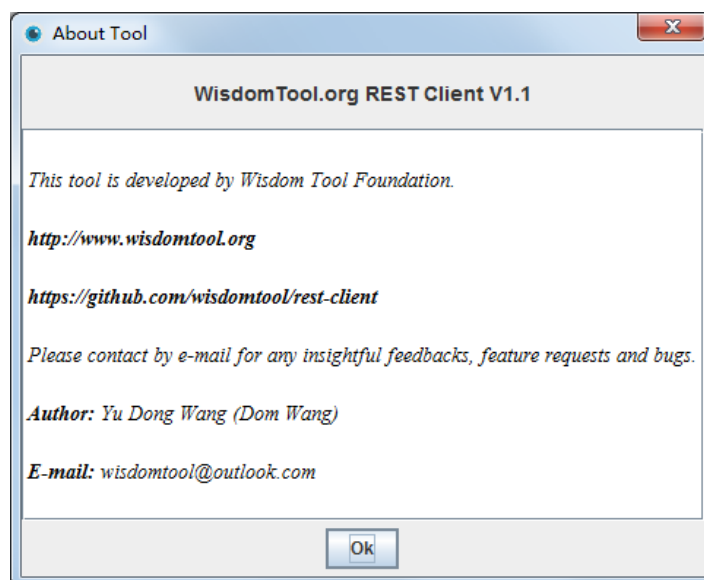 About Tool
WisdomTool.org REST Client V1.1
This tool is developed by Wisdom Tool Foundation.
http://www.wisdomtool.org
https://github.com/wisdomtool/rest-client
Please contact by e-mail for any insightful feedbacks, feature requests and bugs.
Author: Yu Dong Wang (Dom Wang)
E-mail: wisdomtool@outlook.com
Ok